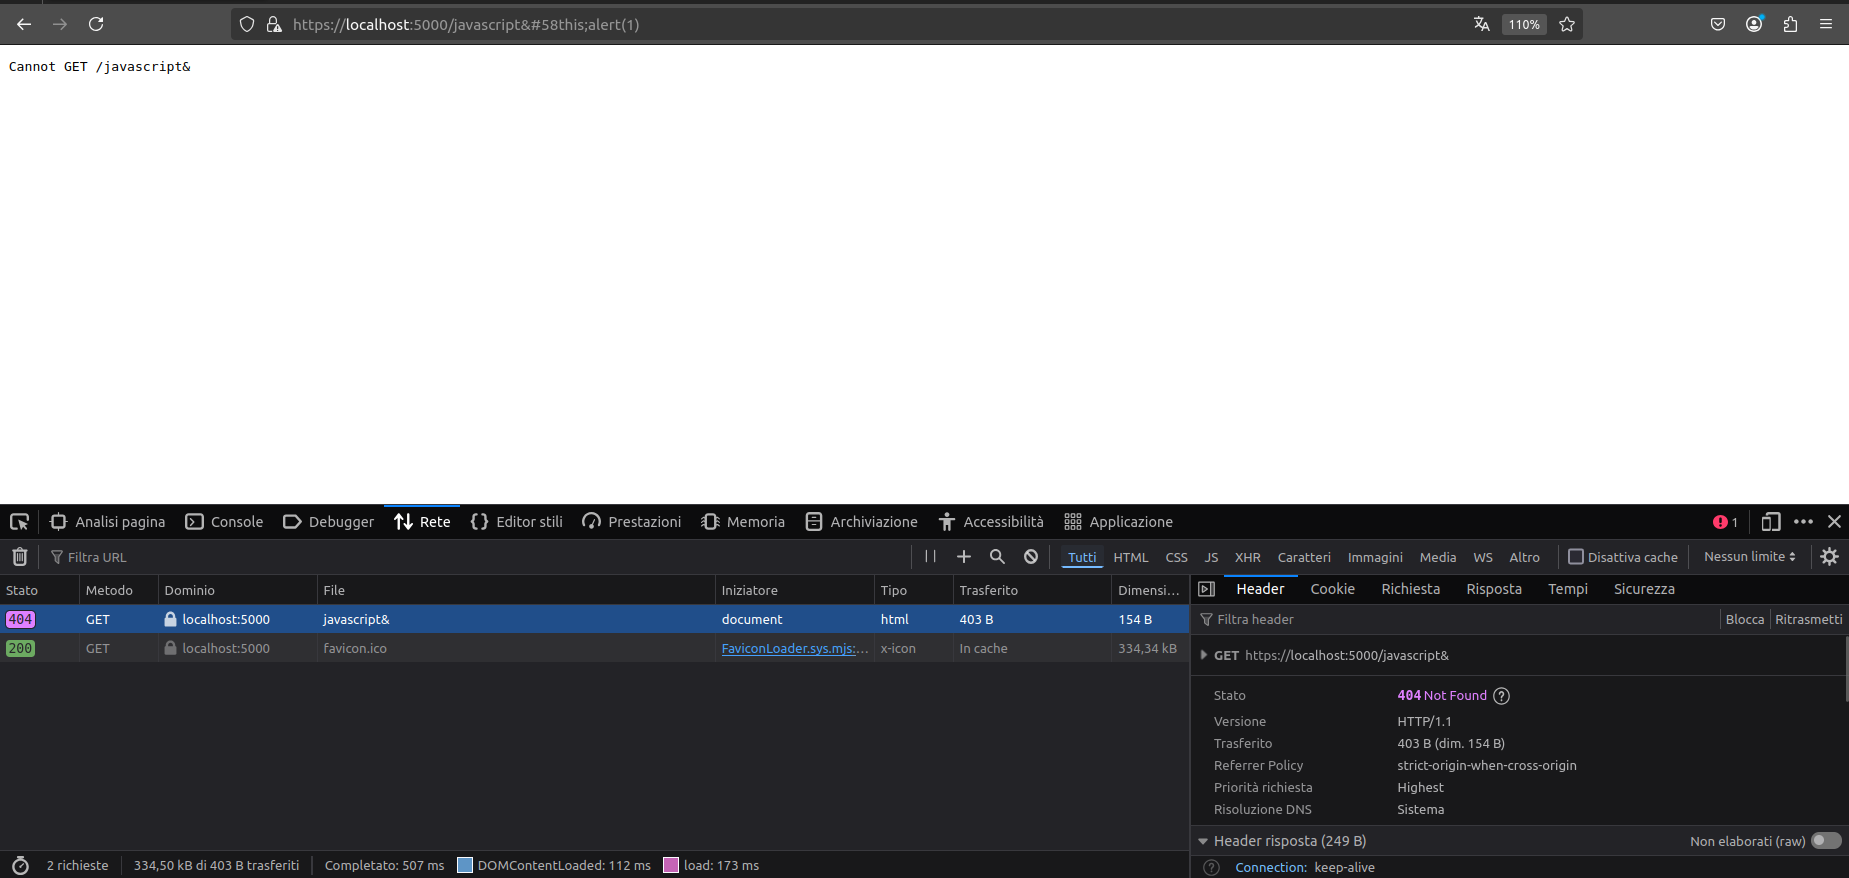 https://localhost:5000/javascript&#58this;alert(1)
110%
Cannot GET /javascript&
Analisi pagina
Console
Debugger
Rete
Editor stili
Prestazioni
Memoria
Archiviazione
Accessibilità
Applicazione
1
Filtra URL
Tutti
HTML
CSS
JS
XHR
Caratteri
Immagini
Media
WS
Altro
Disattiva cache
Nessun limite
Stato Metodo Dominio File Iniziatore Tipo Trasferito Dimensi...
404 GET localhost:5000 javascript& document html 403 B 154 B
200 GET localhost:5000 favicon.ico FaviconLoader.sys.mjs:... x-icon In cache 334,34 kB
Header Cookie Richiesta Risposta Tempi Sicurezza
Filtra header
Blocca Ritrasmetti
GET https://localhost:5000/javascript&
Stato 404 Not Found ?
Versione HTTP/1.1
Trasferito 403 B (dim. 154 B)
Referrer Policy strict-origin-when-cross-origin
Priorità richiesta Highest
Risoluzione DNS Sistema
Header risposta (249 B) Non elaborati (raw)
? Connection: keep-alive
2 richieste 334,50 kB di 403 B trasferiti Completato: 507 ms DOMContentLoaded: 112 ms load: 173 ms